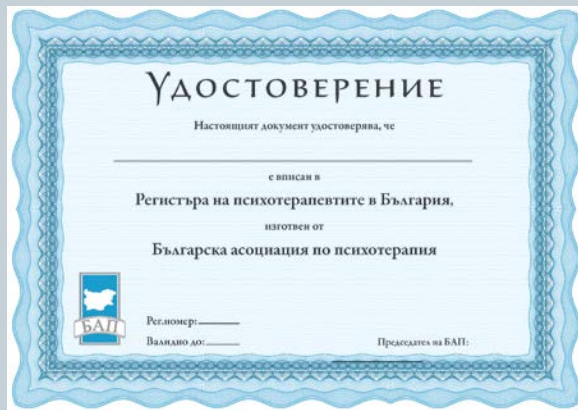 Удостоверение
Настоящият документ удостоверява, че
е вписан в
Регистъра на психотерапевтите в България,
изготвен от
Българска асоциация по психотерапия
БАП
Рег.номер:
Валидно до:
Председател на БАП: